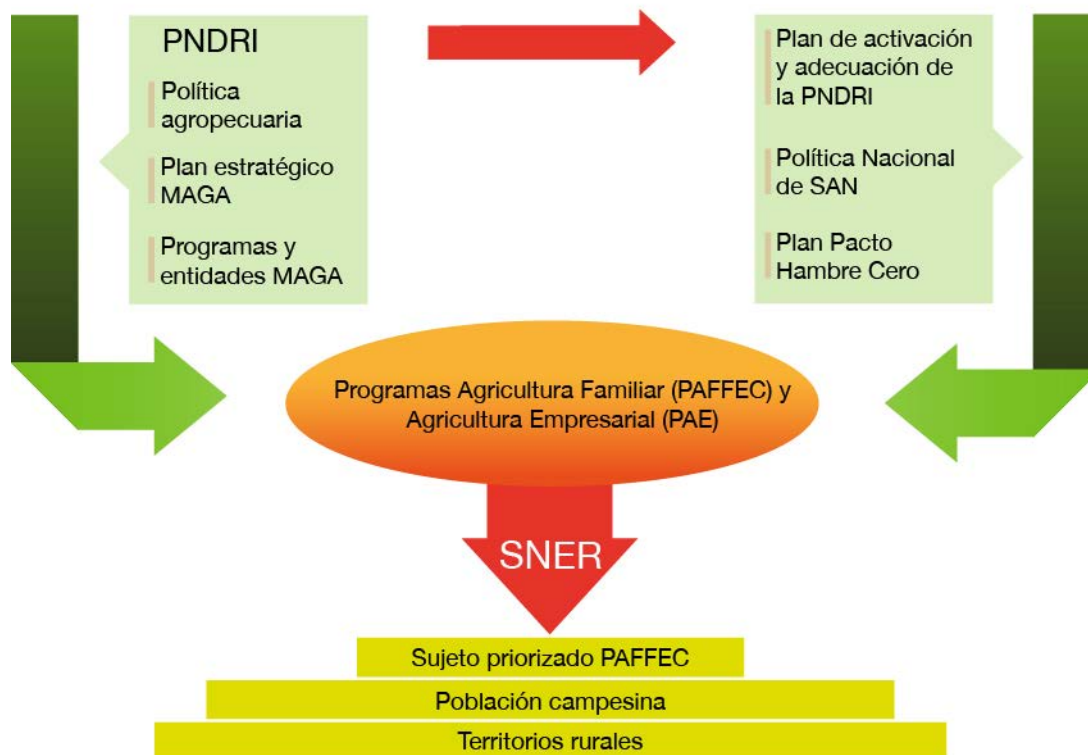 PNDRI
Política
agropecuaria
Plan estratégico
MAGA
Programas y
entidades MAGA
Plan de activación
y adecuación de
la PNDRI
Política Nacional
de SAN
Plan Pacto
Hambre Cero
Programas Agricultura Familiar (PAFFEC) y
Agricultura Empresarial (PAE)
SNER
Sujeto priorizado PAFFEC
Población campesina
Territorios rurales